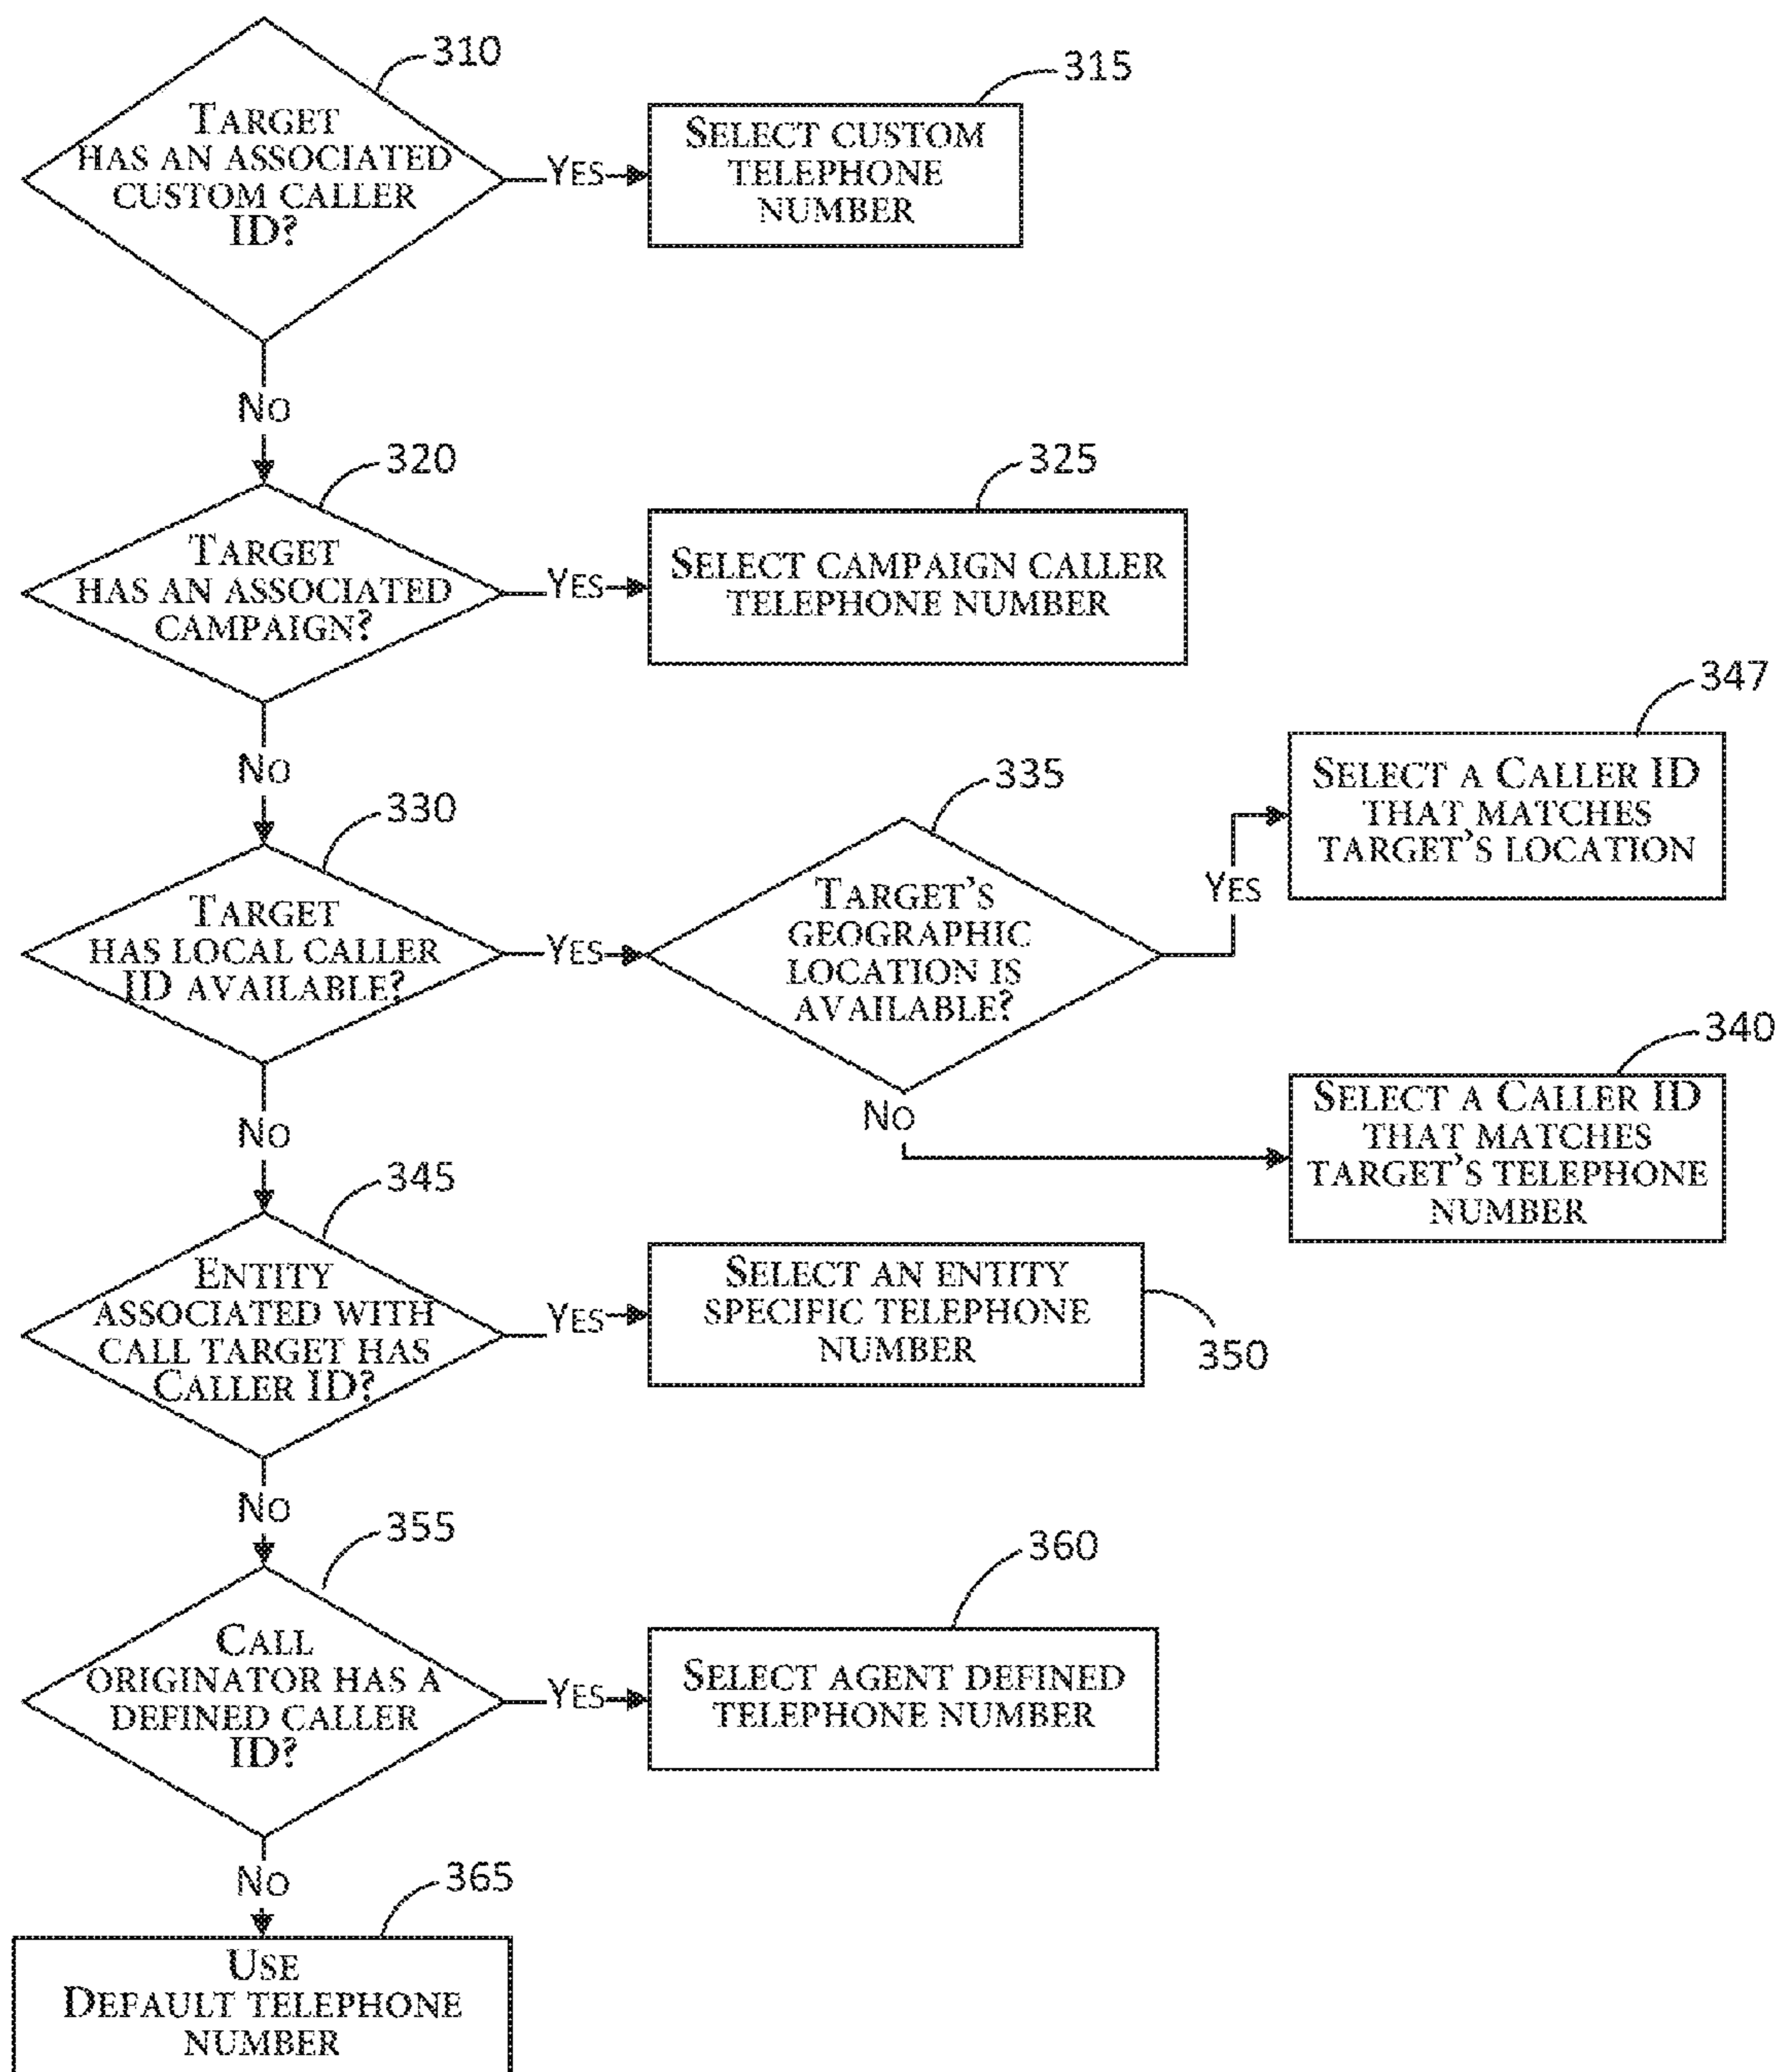 310
TARGET
HAS AN ASSOCIATED
CUSTOM CALLER
ID?
YES
315
SELECT CUSTOM
TELEPHONE
NUMBER
NO
320
TARGET
HAS AN ASSOCIATED
CAMPAIGN?
YES
325
SELECT CAMPAIGN CALLER
TELEPHONE NUMBER
NO
330
TARGET
HAS LOCAL CALLER
ID AVAILABLE?
YES
335
TARGET'S
GEOGRAPHIC
LOCATION IS
AVAILABLE?
YES
347
SELECT A CALLER ID
THAT MATCHES
TARGET'S LOCATION
NO
340
SELECT A CALLER ID
THAT MATCHES
TARGET'S TELEPHONE
NUMBER
NO
345
ENTITY
ASSOCIATED WITH
CALL TARGET HAS
CALLER ID?
YES
SELECT AN ENTITY
SPECIFIC TELEPHONE
NUMBER
350
NO
355
CALL
ORIGINATOR HAS A
DEFINED CALLER
ID?
YES
360
SELECT AGENT DEFINED
TELEPHONE NUMBER
NO
365
USE
DEFAULT TELEPHONE
NUMBER